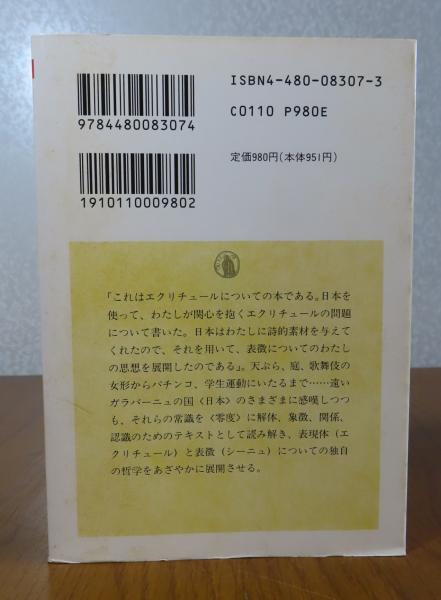 ISBN4-480-08307-3
9784480083074
C0110 P980E
定価980円(本体951円)
1910110009802
「これはエクリチュールについての本である。日本を
使って、わたしが関心を抱くエクリチュールの問題
について書いた。日本はわたしに詩的素材を与えて
くれたので、それを用いて、表徴についてのわたし
の思想を展開したのである」。天ぷら、庭、歌舞伎の
女形からパチンコ、学生運動にいたるまで……遠い
ガラバーニュの国〈日本〉のさまざまに感嘆しつつ
も、それらの常識を〈零度〉に解体、象徴、関係、
認識のためのテキストとして読み解き、表現体（エ
クリチュール）と表徴（シーニュ）についての独自
の哲学をあざやかに展開させる。